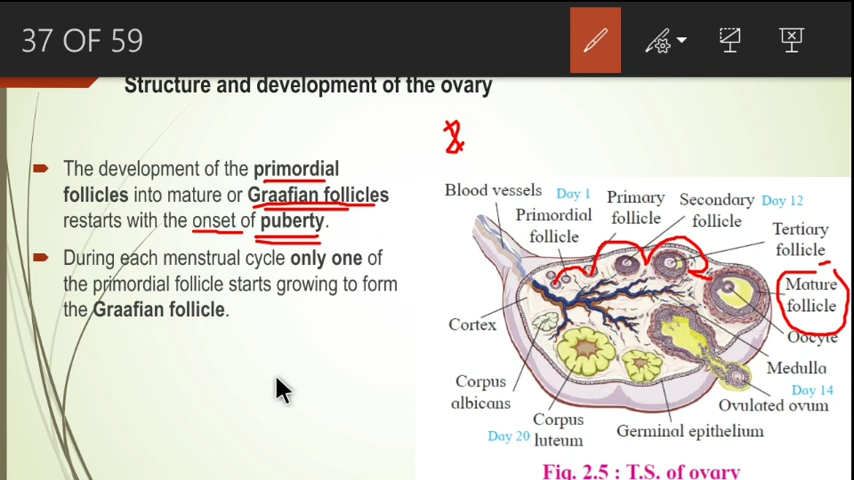 37 OF 59
Structure and development of the ovary
The development of the primordial
follicles into mature or Graafian follicles
restarts with the onset of puberty.
During each menstrual cycle only one of
the primordial follicle starts growing to form
the Graafian follicle.
&
Blood vessels
Day 1
Primordial
follicle
Primary
follicle
Secondary
follicle
Day 12
Tertiary
follicle
Mature
follicle
Oocyte
Medulla
Day 14
Ovulated ovum
Germinal epithelium
Corpus
luteum
Day 20
Corpus
albicans
Cortex
Fig. 2.5 : T.S. of ovary